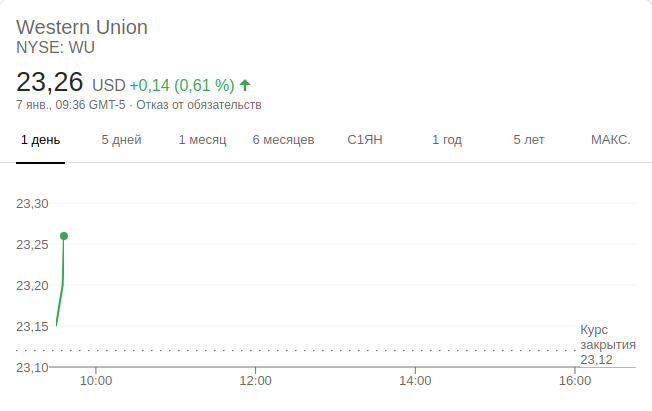 Western Union
NYSE: WU
23,26 USD +0,14 (0,61 %)
7 янв., 09:36 GMT-5 · Отказ от обязательств
1 день 5 дней 1 месяц 6 месяцев С1ЯН 1 год 5 лет МАКС.
23,30
23,25
23,20
23,15
Курс
закрытия
23,12
23,10
10:00 12:00 14:00 16:00